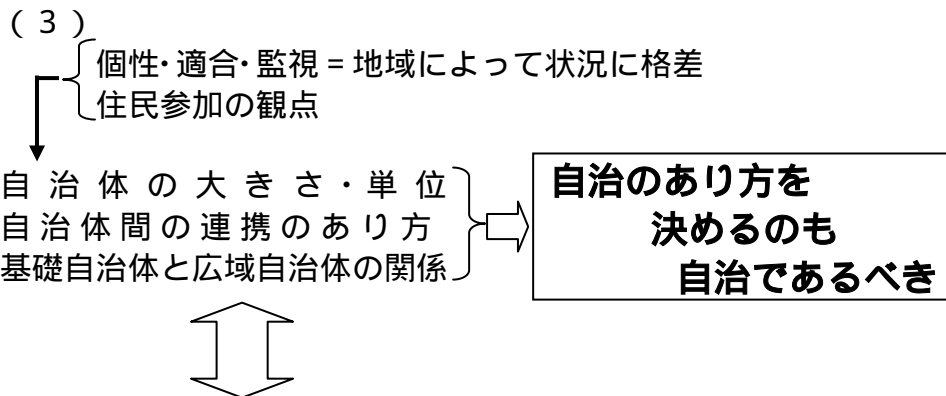 (３)
個性･適合･監視＝地域によって状況に格差
住民参加の観点
自治体の大きさ・単位
自治体間の連携のあり方
基礎自治体と広域自治体の関係
自治のあり方を
決めるのも
自治であるべき